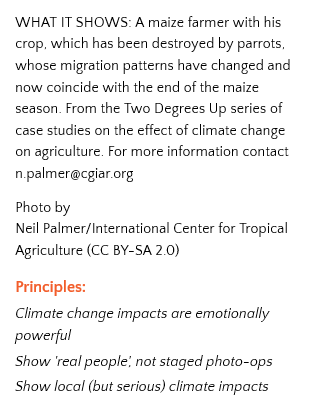 WHAT IT SHOWS: A maize farmer with his
crop, which has been destroyed by parrots,
whose migration patterns have changed and
now coincide with the end of the maize
season. From the Two Degrees Up series of
case studies on the effect of climate change
on agriculture. For more information contact
n.palmer@cgiar.org
Photo by
Neil Palmer/International Center for Tropical
Agriculture (CC BY-SA 2.0)
Principles:
Climate change impacts are emotionally
powerful
Show 'real people', not staged photo-ops
Show local (but serious) climate impacts